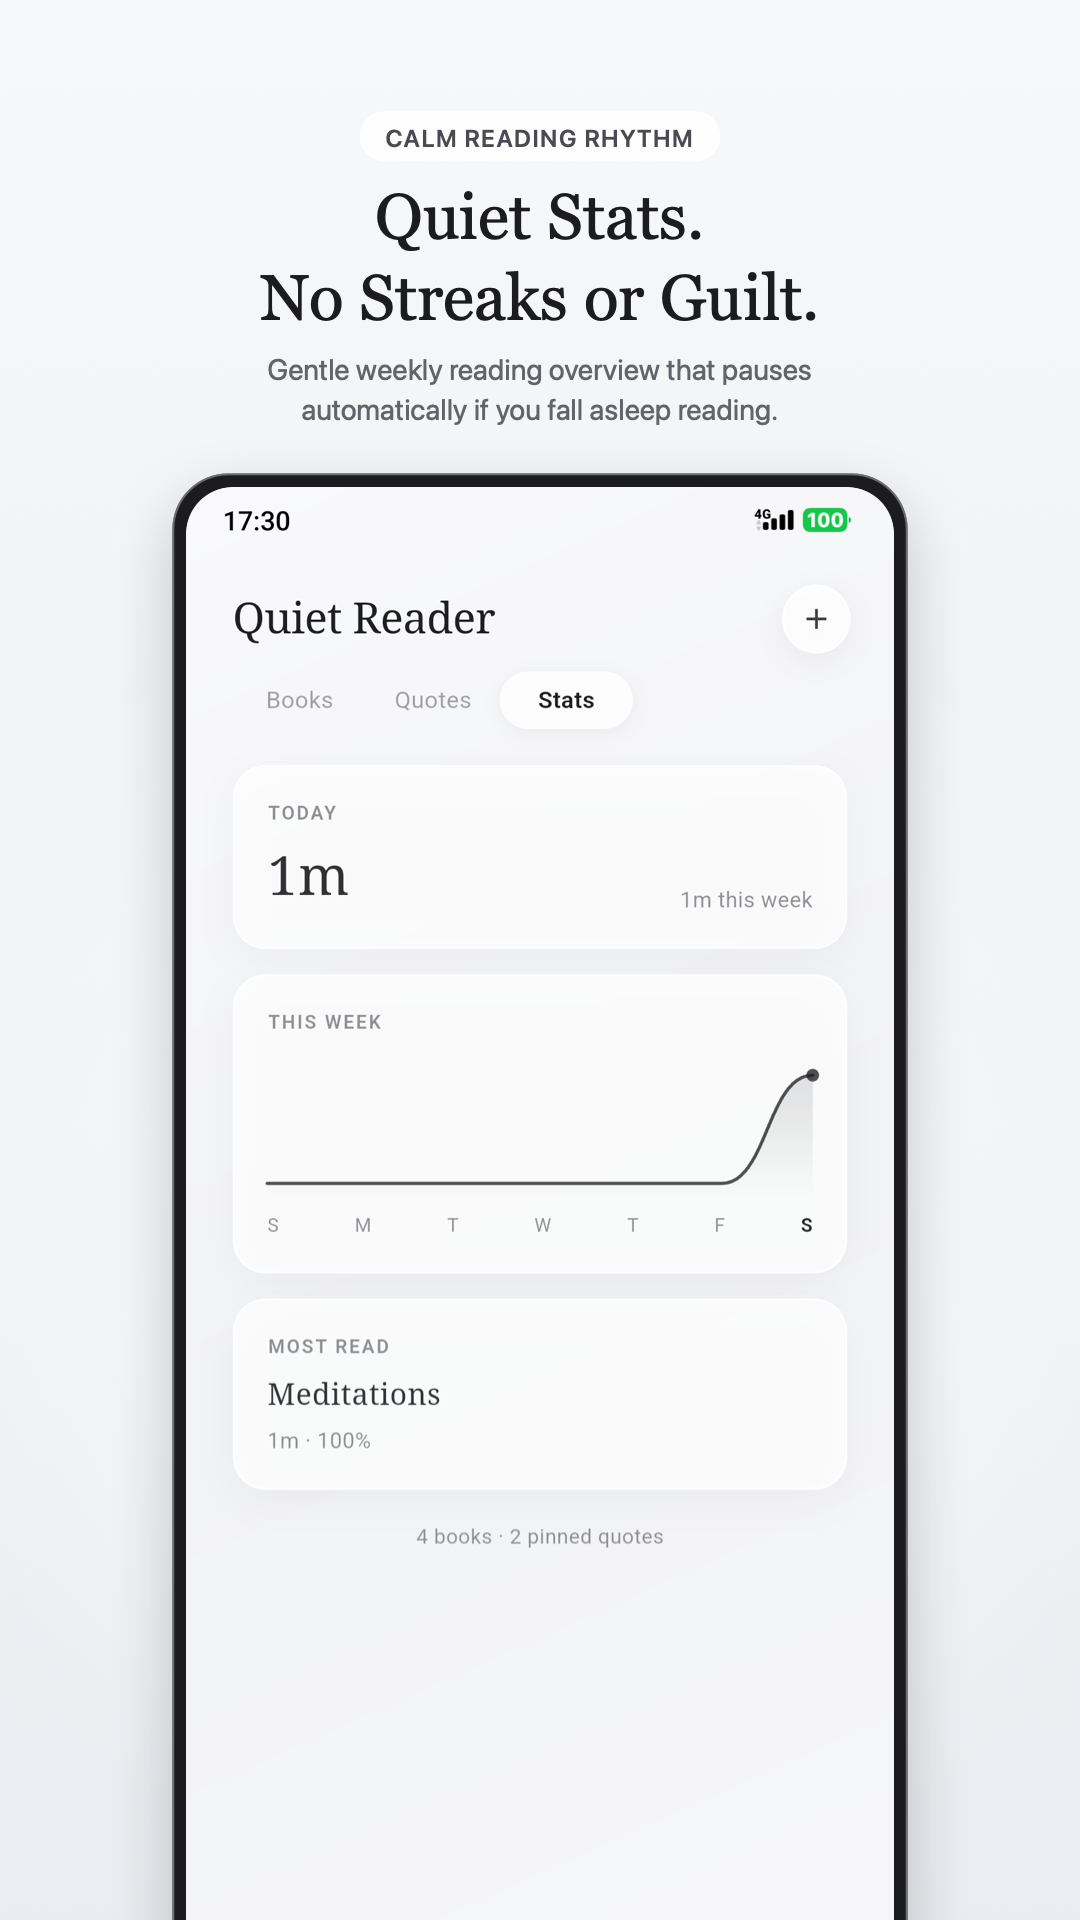 CALM READING RHYTHM
Quiet Stats.
No Streaks or Guilt.
Gentle weekly reading overview that pauses
automatically if you fall asleep reading.
17:30 4G 100
Quiet Reader +
Books Quotes Stats
TODAY
1m
1m this week
THIS WEEK
S M T W T F S
MOST READ
Meditations
1m · 100%
4 books · 2 pinned quotes